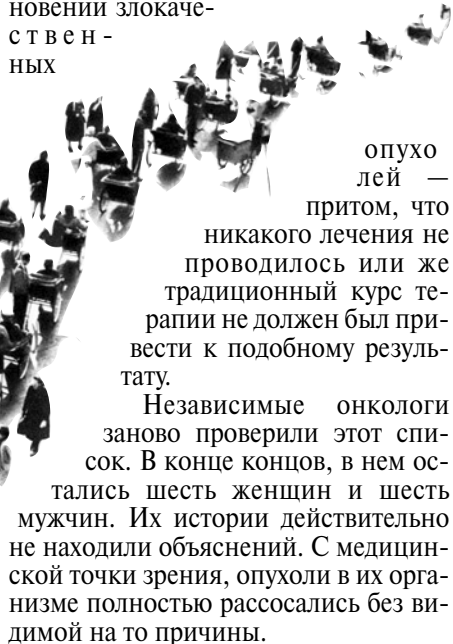 новении злокаче-
ствен-
ных
опухо
лей —
притом, что
никакого лечения не
проводилось или же
традиционный курс те-
рапии не должен был при-
вести к подобному резуль-
тату.
Независимые онкологи
заново проверили этот спи-
сок. В конце концов, в нем ос-
тались шесть женщин и шесть
мужчин. Их истории действительно
не находили объяснений. С медицин-
ской точки зрения, опухоли в их орга-
низме полностью рассосались без ви-
димой на то причины.